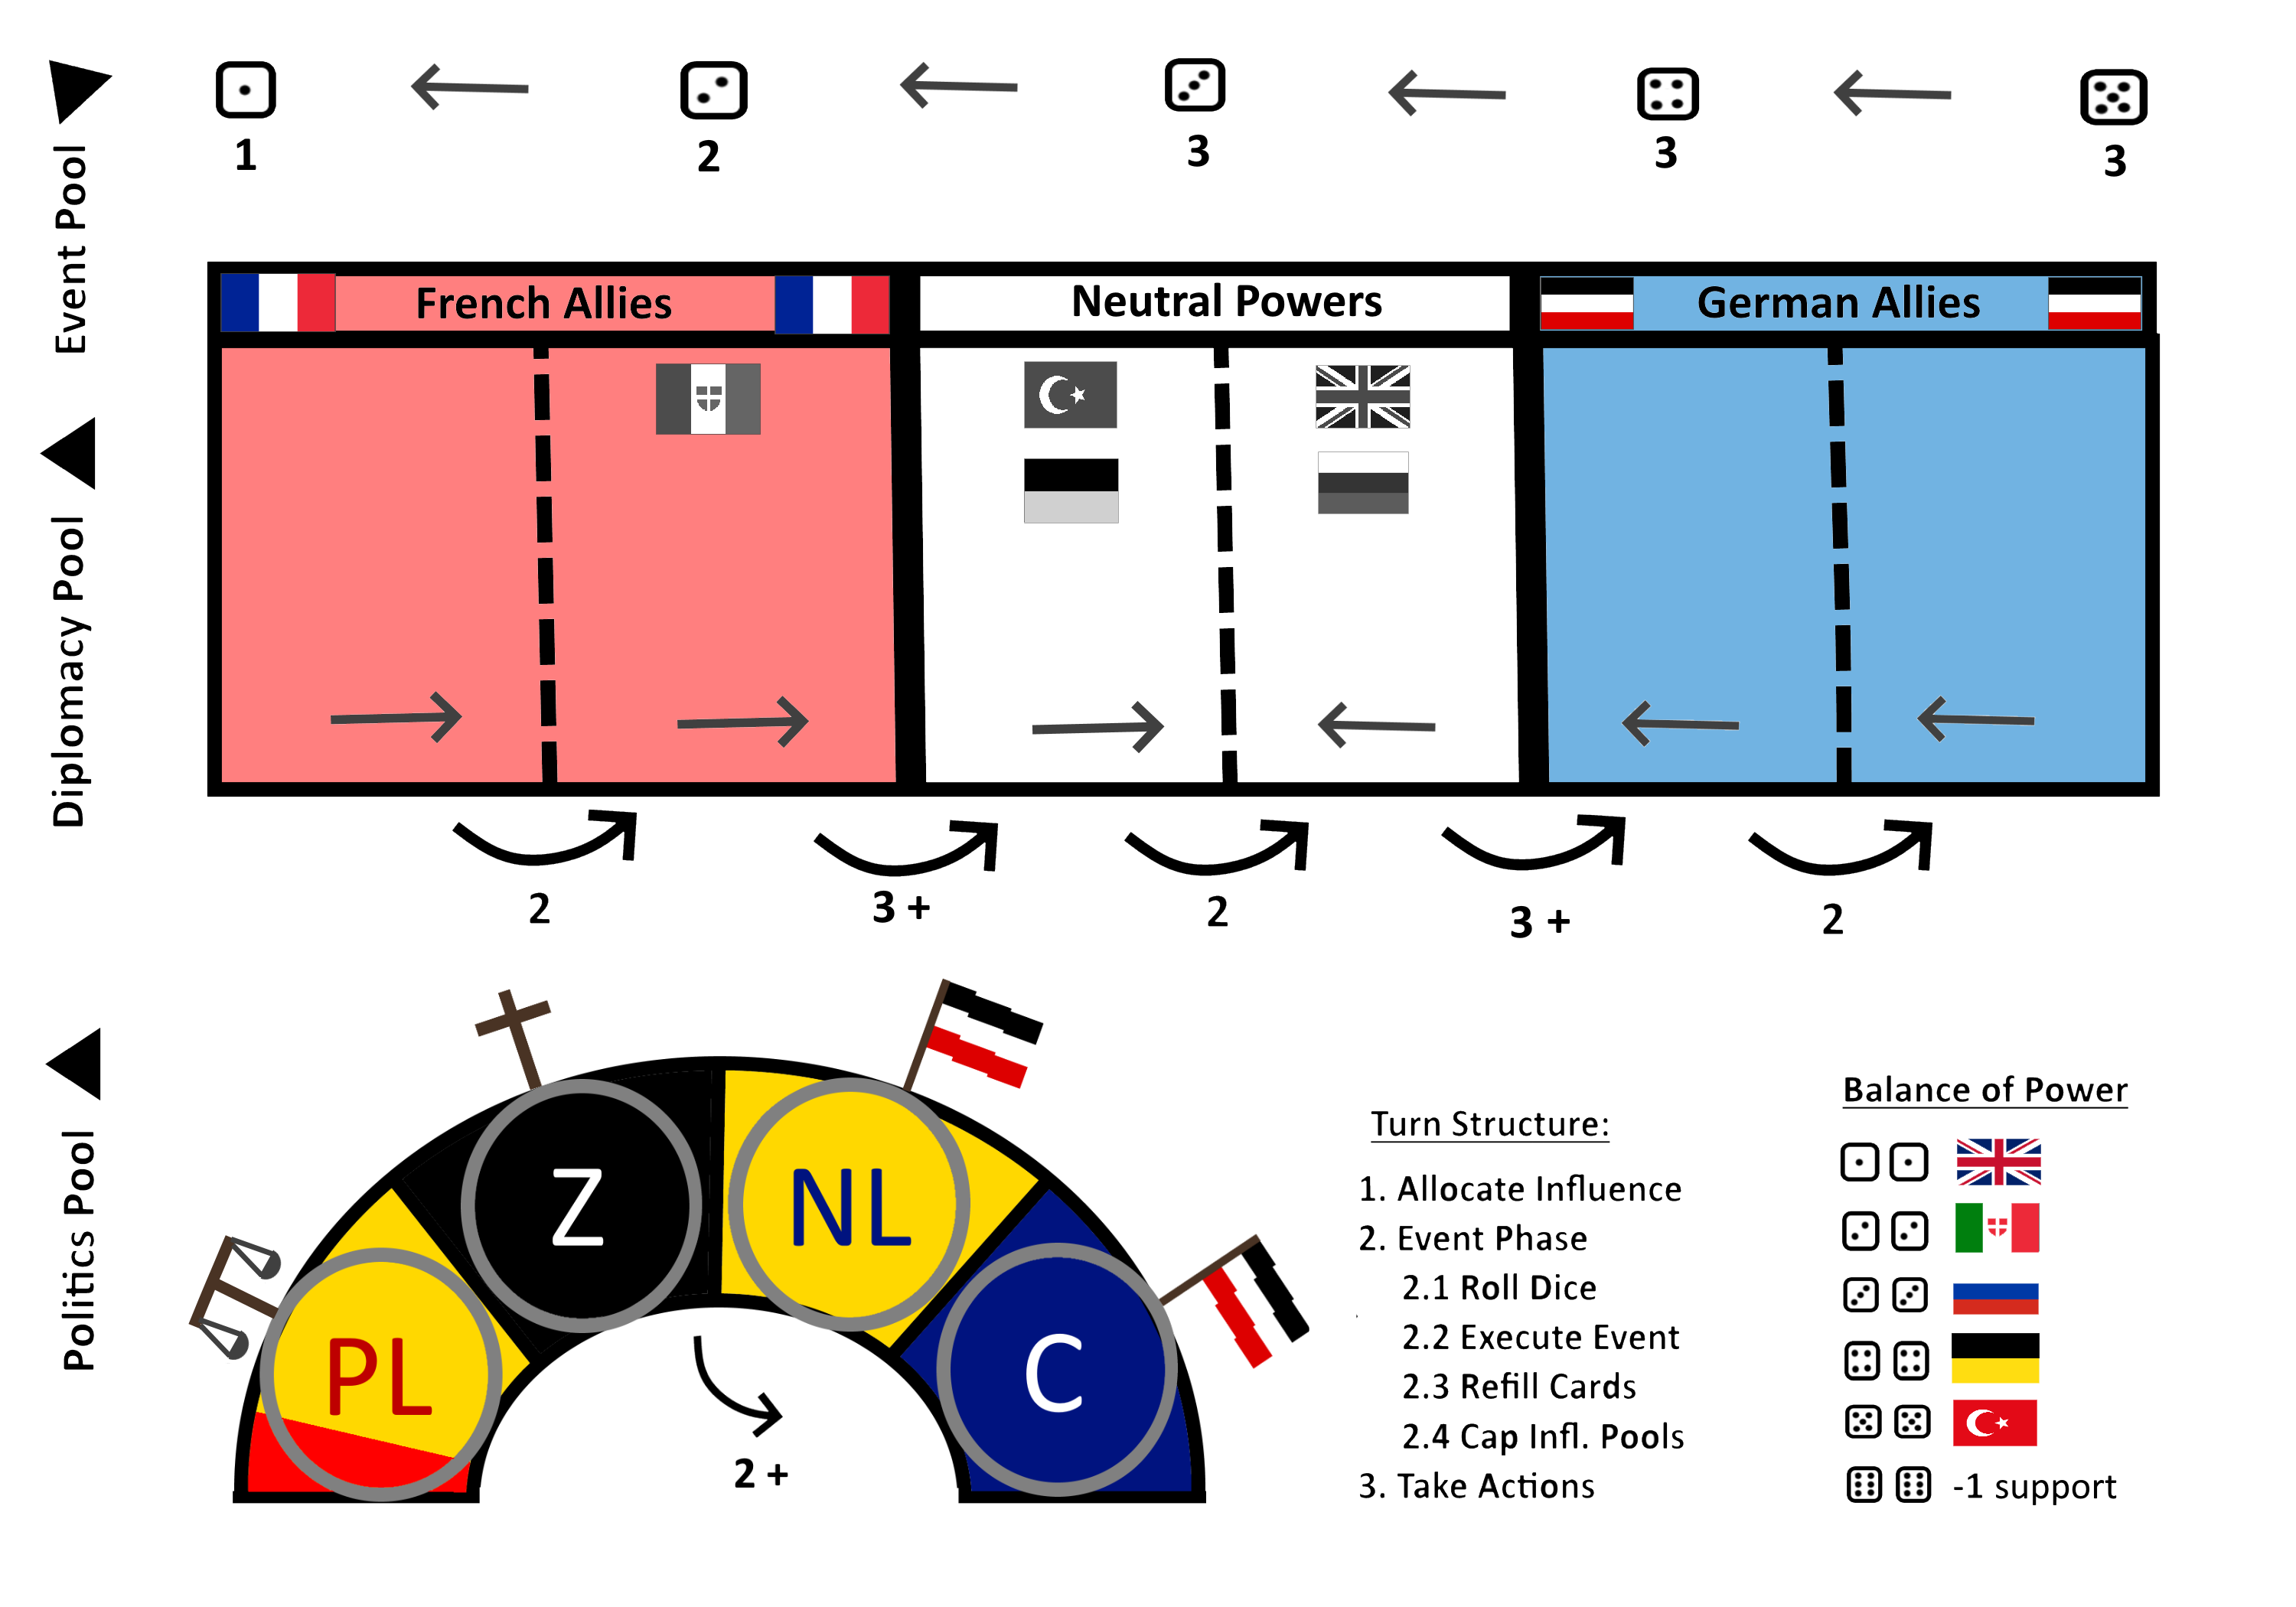 Event Pool
1
2
3
3
3
French Allies
Neutral Powers
German Allies
Diplomacy Pool
2
3 +
2
3 +
2
Politics Pool
PL
Z
NL
C
2 +
Turn Structure:
1. Allocate Influence
2. Event Phase
2.1 Roll Dice
2.2 Execute Event
2.3 Refill Cards
2.4 Cap Infl. Pools
3. Take Actions
Balance of Power
-1 support